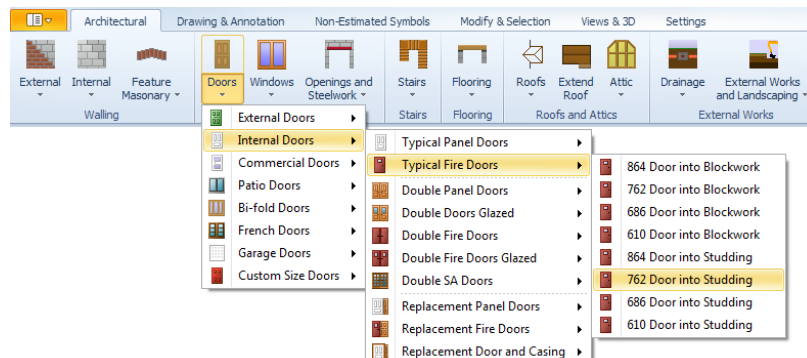 Architectural Drawing & Annotation Non-Estimated Symbols Modify & Selection Views & 3D Settings
External Internal Feature Masonary Doors Windows Openings and Steelwork Stairs Flooring Roofs Extend Roof Attic Drainage External Works and Landscaping
Walling Stairs Flooring Roofs and Attics External Works
External Doors
Internal Doors
Commercial Doors
Patio Doors
Bi-fold Doors
French Doors
Garage Doors
Custom Size Doors
Typical Panel Doors
Typical Fire Doors
Double Panel Doors
Double Doors Glazed
Double Fire Doors
Double Fire Doors Glazed
Double SA Doors
Replacement Panel Doors
Replacement Fire Doors
Replacement Door and Casing
864 Door into Blockwork
762 Door into Blockwork
686 Door into Blockwork
610 Door into Blockwork
864 Door into Studding
762 Door into Studding
686 Door into Studding
610 Door into Studding